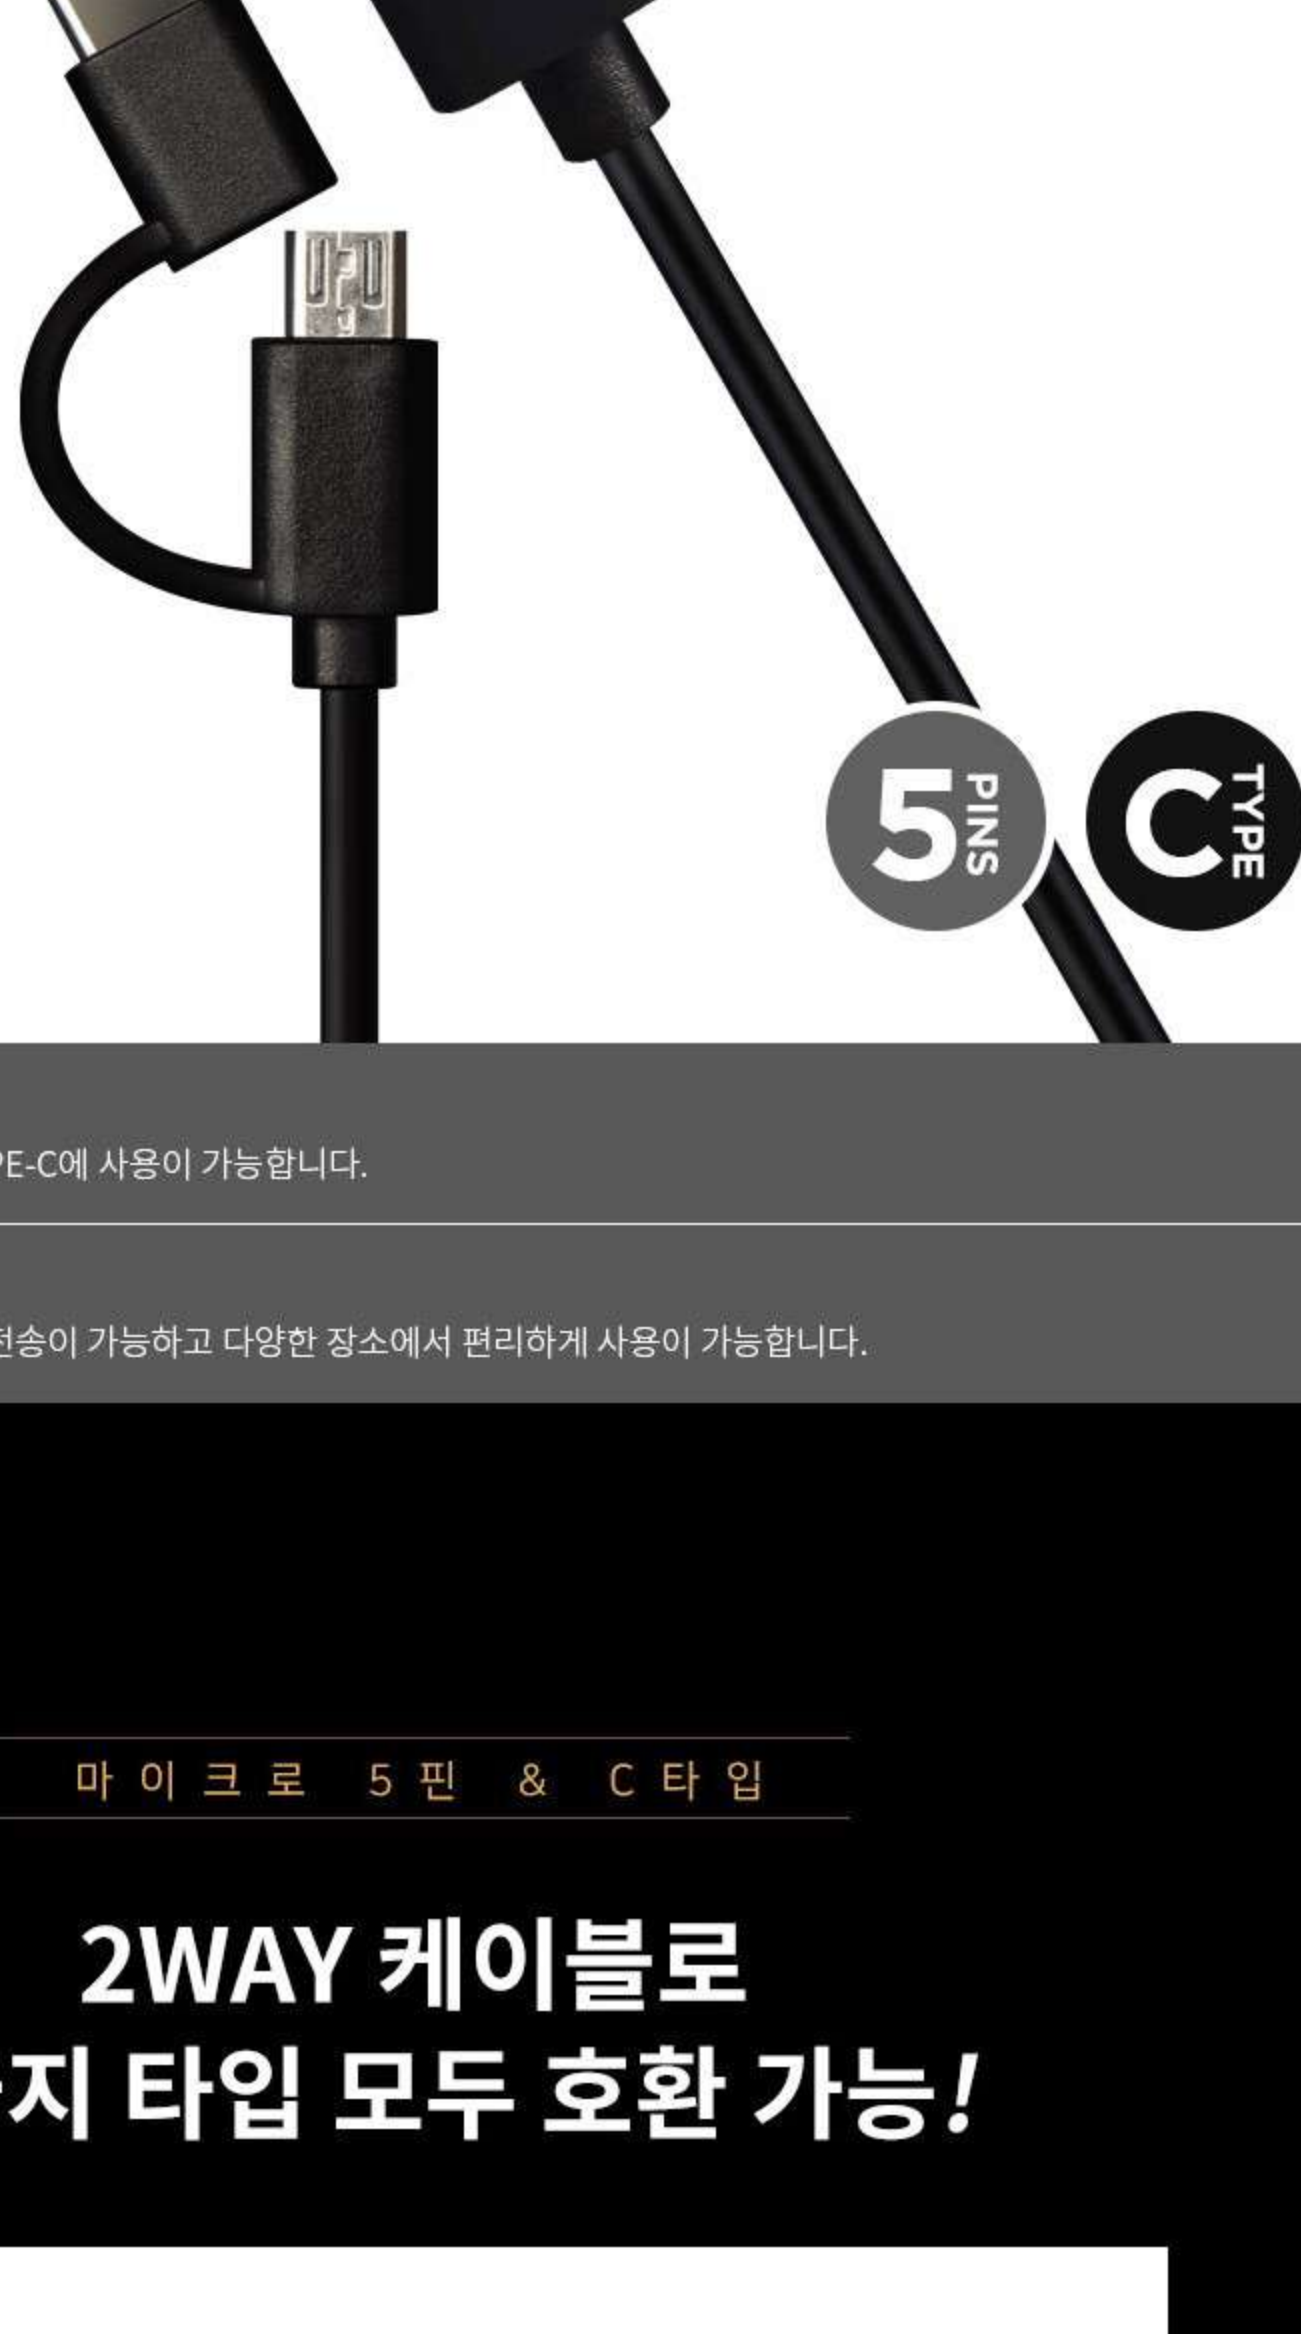 5 PINS
C TYPE
PE-C에 사용이 가능합니다.
전송이 가능하고 다양한 장소에서 편리하게 사용이 가능합니다.
마이크로 5핀 & C타입
2WAY 케이블로
지 타입 모두 호환 가능!